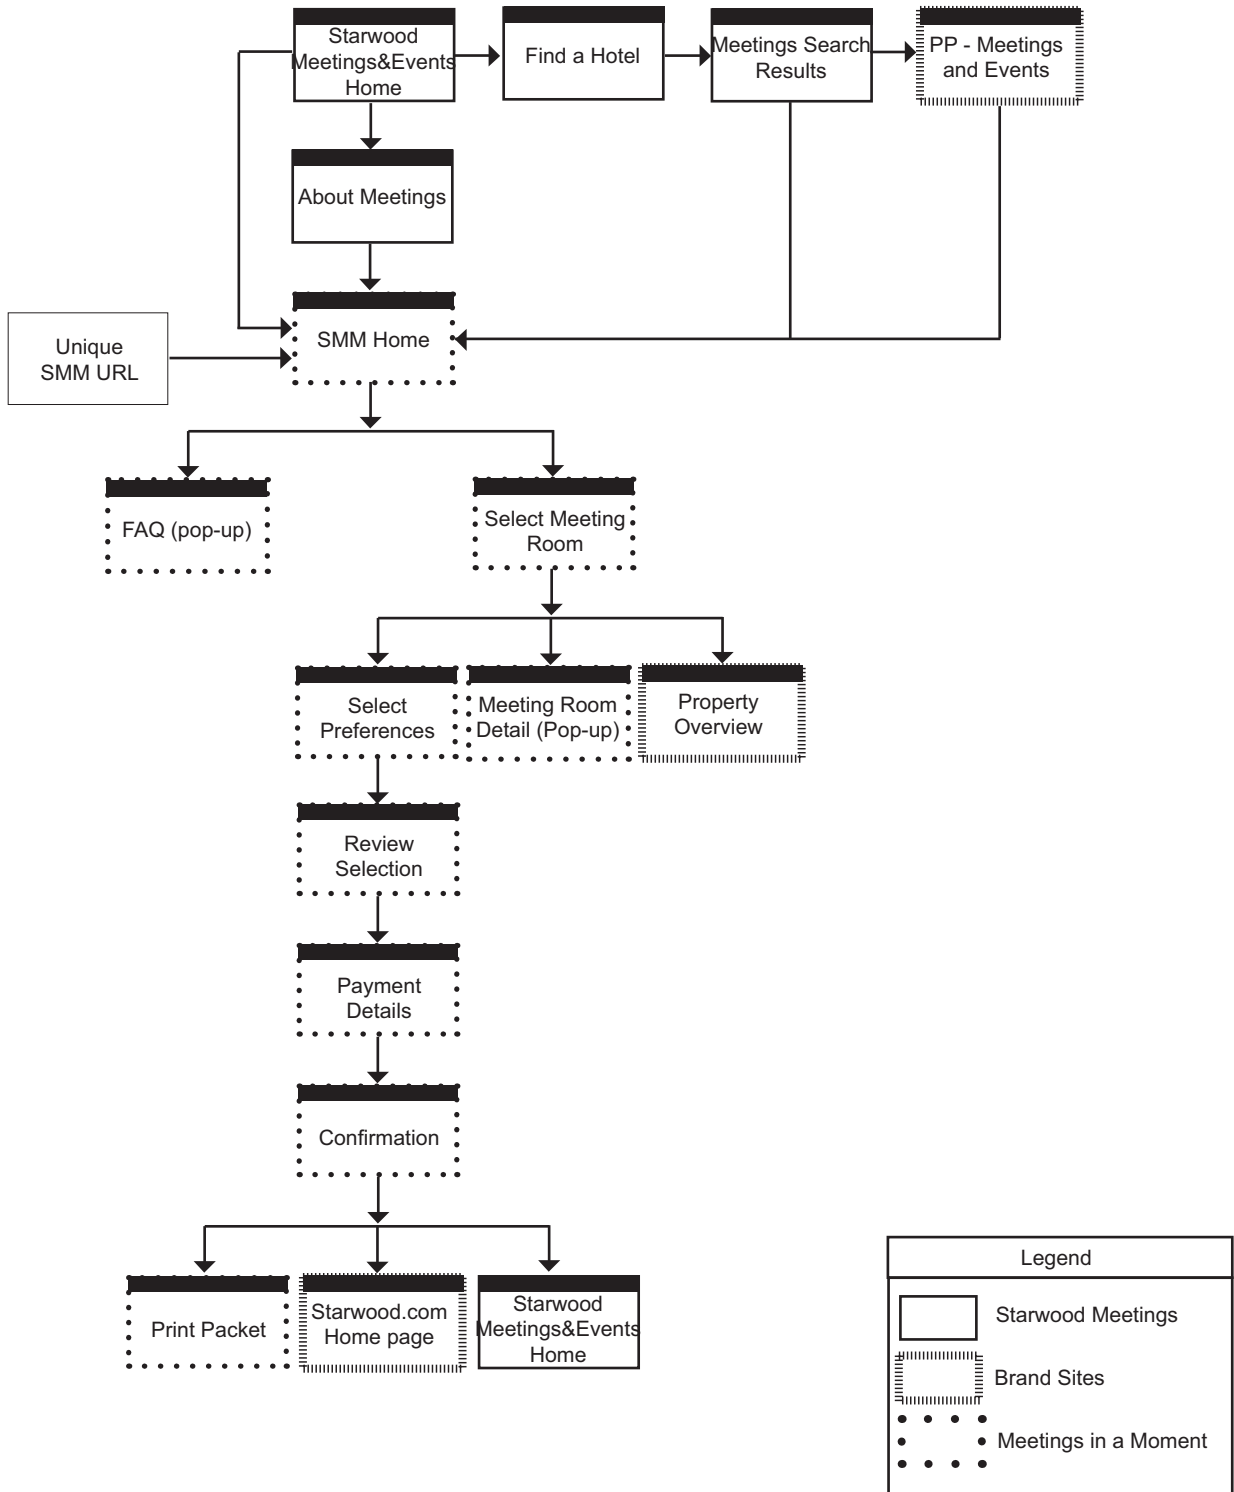 Starwood
Meetings&Events
Home
Find a Hotel
Meetings Search
Results
PP - Meetings
and Events
About Meetings
SMM Home
Unique
SMM URL
FAQ (pop-up)
Select Meeting
Room
Select
Preferences
Meeting Room
Detail (Pop-up)
Property
Overview
Review
Selection
Payment
Details
Confirmation
Print Packet
Starwood.com
Home page
Starwood
Meetings&Events
Home
Legend
Starwood Meetings
Brand Sites
Meetings in a Moment